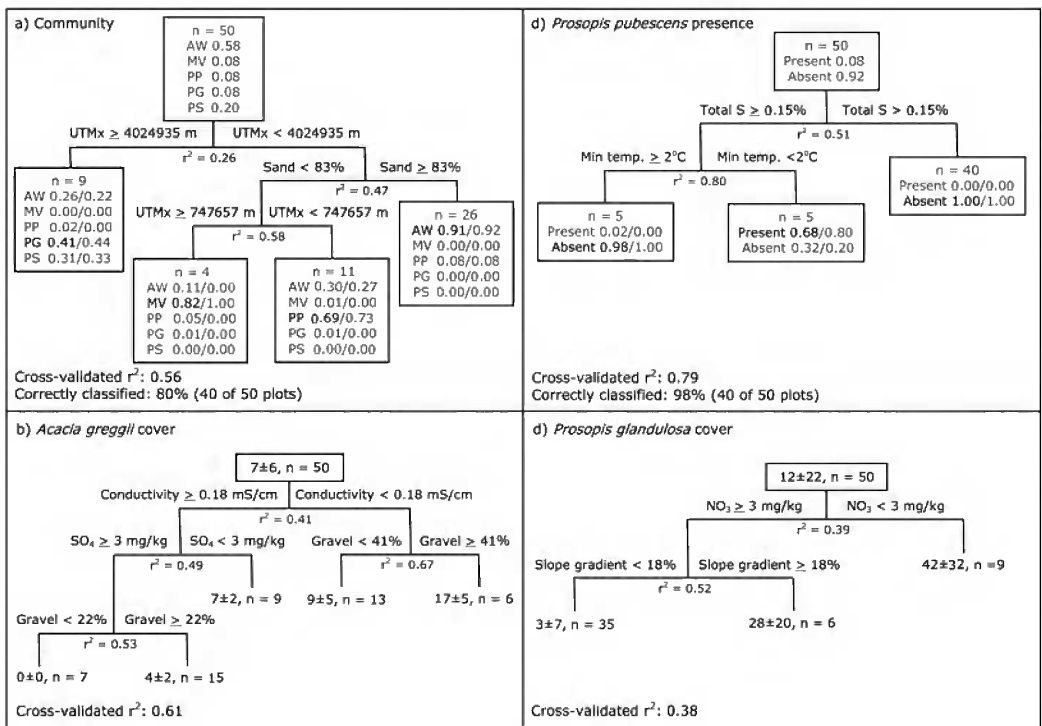 a) Community
n = 50
AW 0.58
MV 0.08
PP 0.08
PG 0.08
PS 0.20
UTMx ≥ 4024935 m UTMx < 4024935 m
r² = 0.26
Sand < 83% Sand ≥ 83%
r² = 0.47
n = 9
AW 0.26/0.22
MV 0.00/0.00
PP 0.02/0.00
PG 0.41/0.44
PS 0.31/0.33
UTMx ≥ 747657 m UTMx < 747657 m
r² = 0.58
n = 26
AW 0.91/0.92
MV 0.00/0.00
PP 0.08/0.08
PG 0.00/0.00
PS 0.00/0.00
n = 4
AW 0.11/0.00
MV 0.82/1.00
PP 0.05/0.00
PG 0.01/0.00
PS 0.00/0.00
n = 11
AW 0.30/0.27
MV 0.01/0.00
PP 0.69/0.73
PG 0.01/0.00
PS 0.00/0.00
Cross-validated r²: 0.56
Correctly classified: 80% (40 of 50 plots)
d) Prosopis pubescens presence
n = 50
Present 0.08
Absent 0.92
Total S ≥ 0.15% Total S > 0.15%
r² = 0.51
Min temp. ≥ 2°C Min temp. <2°C
r² = 0.80
n = 40
Present 0.00/0.00
Absent 1.00/1.00
n = 5
Present 0.02/0.00
Absent 0.98/1.00
n = 5
Present 0.68/0.80
Absent 0.32/0.20
Cross-validated r²: 0.79
Correctly classified: 98% (40 of 50 plots)
b) Acacia greggii cover
7±6, n = 50
Conductivity ≥ 0.18 mS/cm Conductivity < 0.18 mS/cm
r² = 0.41
SO₄ ≥ 3 mg/kg SO₄ < 3 mg/kg Gravel < 41% Gravel ≥ 41%
r² = 0.49 r² = 0.67
7±2, n = 9 9±5, n = 13 17±5, n = 6
Gravel < 22% Gravel ≥ 22%
r² = 0.53
0±0, n = 7 4±2, n = 15
Cross-validated r²: 0.61
d) Prosopis glandulosa cover
12±22, n = 50
NO₃ ≥ 3 mg/kg NO₃ < 3 mg/kg
r² = 0.39
Slope gradient < 18% Slope gradient ≥ 18% 42±32, n =9
r² = 0.52
3±7, n = 35 28±20, n = 6
Cross-validated r²: 0.38